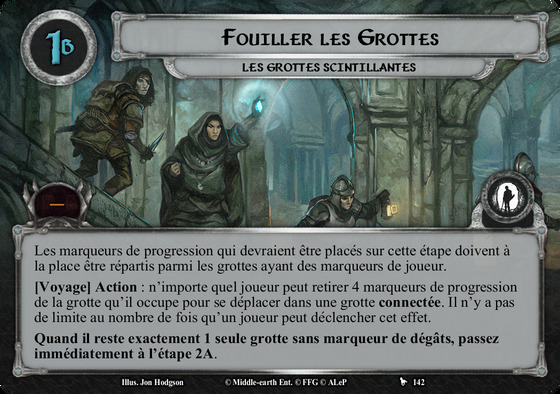 1B
FOUILLER LES GROTTES
LES GROTTES SCINTILLANTES
–
Les marqueurs de progression qui devraient être placés sur cette étape doivent à
la place être répartis parmi les grottes ayant des marqueurs de joueur.
[Voyage] Action : n’importe quel joueur peut retirer 4 marqueurs de progression
de la grotte qu’il occupe pour se déplacer dans une grotte connectée. Il n’y a pas
de limite au nombre de fois qu’un joueur peut déclencher cet effet.
Quand il reste exactement 1 seule grotte sans marqueur de dégâts, passez
immédiatement à l’étape 2A.
Illus. Jon Hodgson © Middle-earth Ent. © FFG © ALeP 142